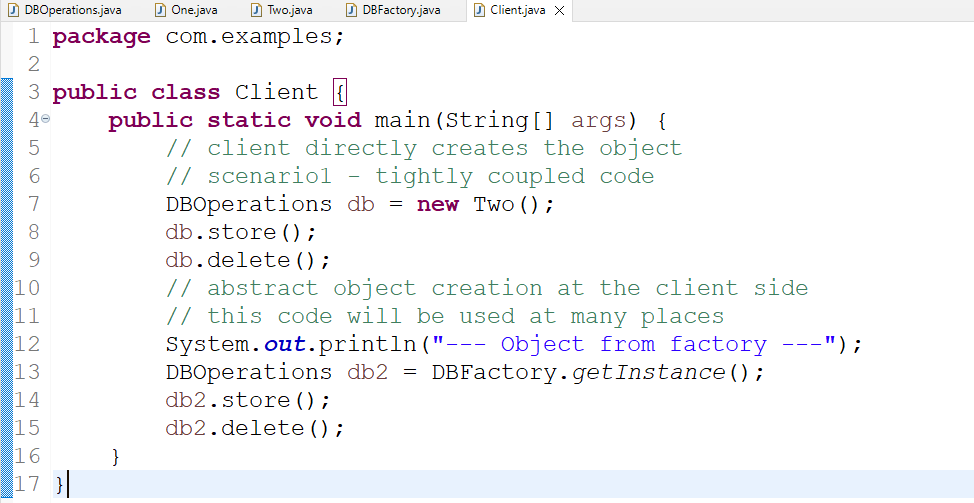 DBOperations.java One.java Two.java DBFactory.java Client.java
1 package com.examples;
2
3 public class Client {
4     public static void main(String[] args) {
5         // client directly creates the object
6         // scenario1 - tightly coupled code
7         DBOperations db = new Two();
8         db.store();
9         db.delete();
10         // abstract object creation at the client side
11         // this code will be used at many places
12         System.out.println("--- Object from factory ---");
13         DBOperations db2 = DBFactory.getInstance();
14         db2.store();
15         db2.delete();
16     }
17 }